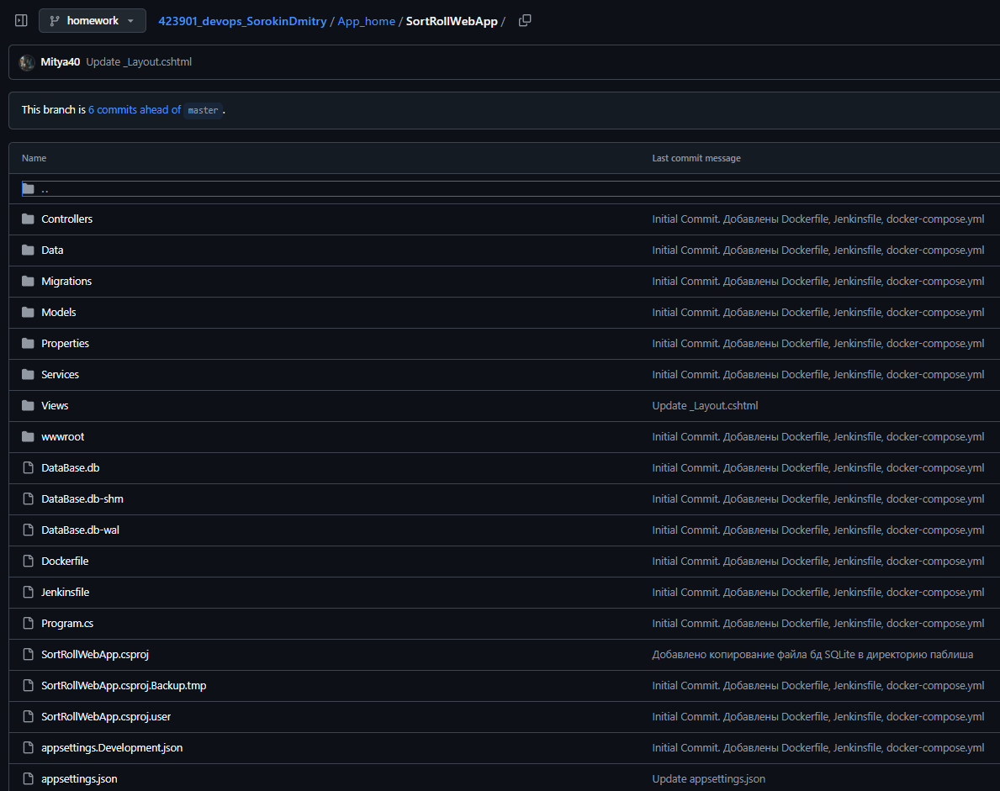 homework 423901_devops_SorokinDmitry / App_home / SortRollWebApp /
Mitya40 Update _Layout.cshtml
This branch is 6 commits ahead of master .
Name Last commit message
..
Controllers Initial Commit. Добавлены Dockerfile, Jenkinsfile, docker-compose.yml
Data Initial Commit. Добавлены Dockerfile, Jenkinsfile, docker-compose.yml
Migrations Initial Commit. Добавлены Dockerfile, Jenkinsfile, docker-compose.yml
Models Initial Commit. Добавлены Dockerfile, Jenkinsfile, docker-compose.yml
Properties Initial Commit. Добавлены Dockerfile, Jenkinsfile, docker-compose.yml
Services Initial Commit. Добавлены Dockerfile, Jenkinsfile, docker-compose.yml
Views Update _Layout.cshtml
wwwroot Initial Commit. Добавлены Dockerfile, Jenkinsfile, docker-compose.yml
DataBase.db Initial Commit. Добавлены Dockerfile, Jenkinsfile, docker-compose.yml
DataBase.db-shm Initial Commit. Добавлены Dockerfile, Jenkinsfile, docker-compose.yml
DataBase.db-wal Initial Commit. Добавлены Dockerfile, Jenkinsfile, docker-compose.yml
Dockerfile Initial Commit. Добавлены Dockerfile, Jenkinsfile, docker-compose.yml
Jenkinsfile Initial Commit. Добавлены Dockerfile, Jenkinsfile, docker-compose.yml
Program.cs Initial Commit. Добавлены Dockerfile, Jenkinsfile, docker-compose.yml
SortRollWebApp.csproj Добавлено копирование файла бд SQLite в директорию паблиша
SortRollWebApp.csproj.Backup.tmp Initial Commit. Добавлены Dockerfile, Jenkinsfile, docker-compose.yml
SortRollWebApp.csproj.user Initial Commit. Добавлены Dockerfile, Jenkinsfile, docker-compose.yml
appsettings.Development.json Initial Commit. Добавлены Dockerfile, Jenkinsfile, docker-compose.yml
appsettings.json Update appsettings.json